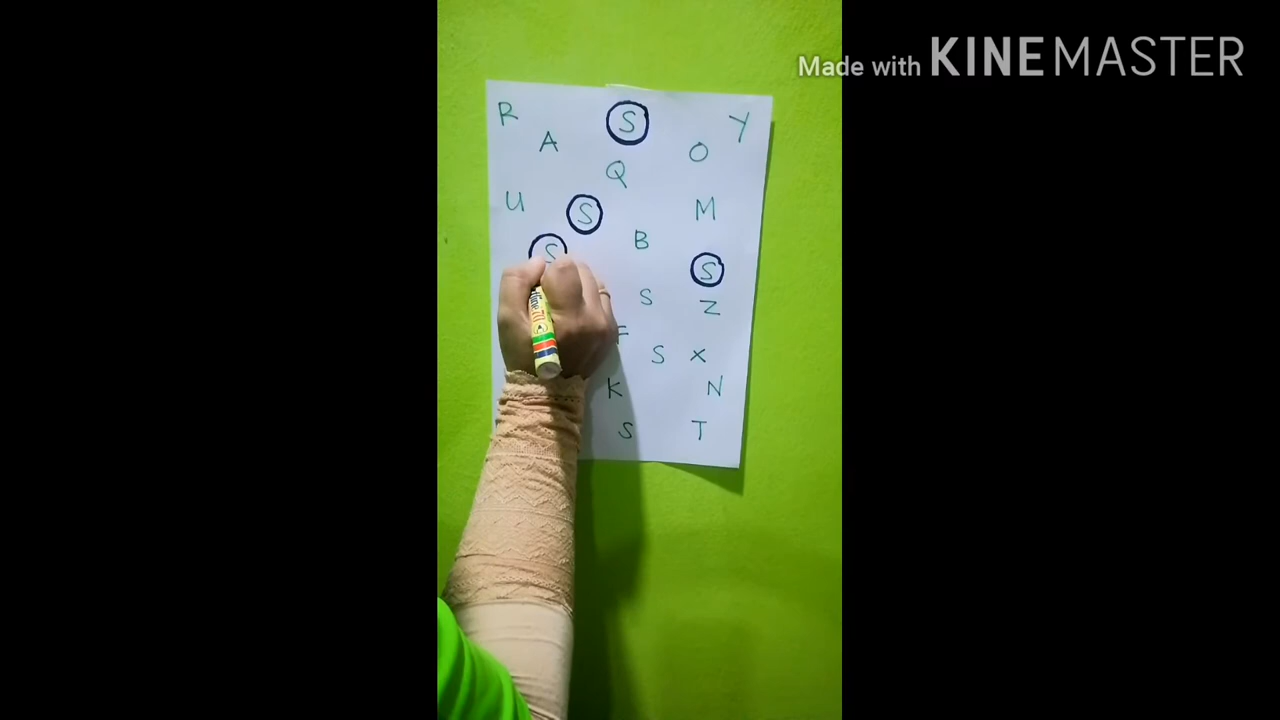 Made with KINEMASTER
R S Y
A O
Q
U S M
B
S S
S Z
F
S X
K N
S T